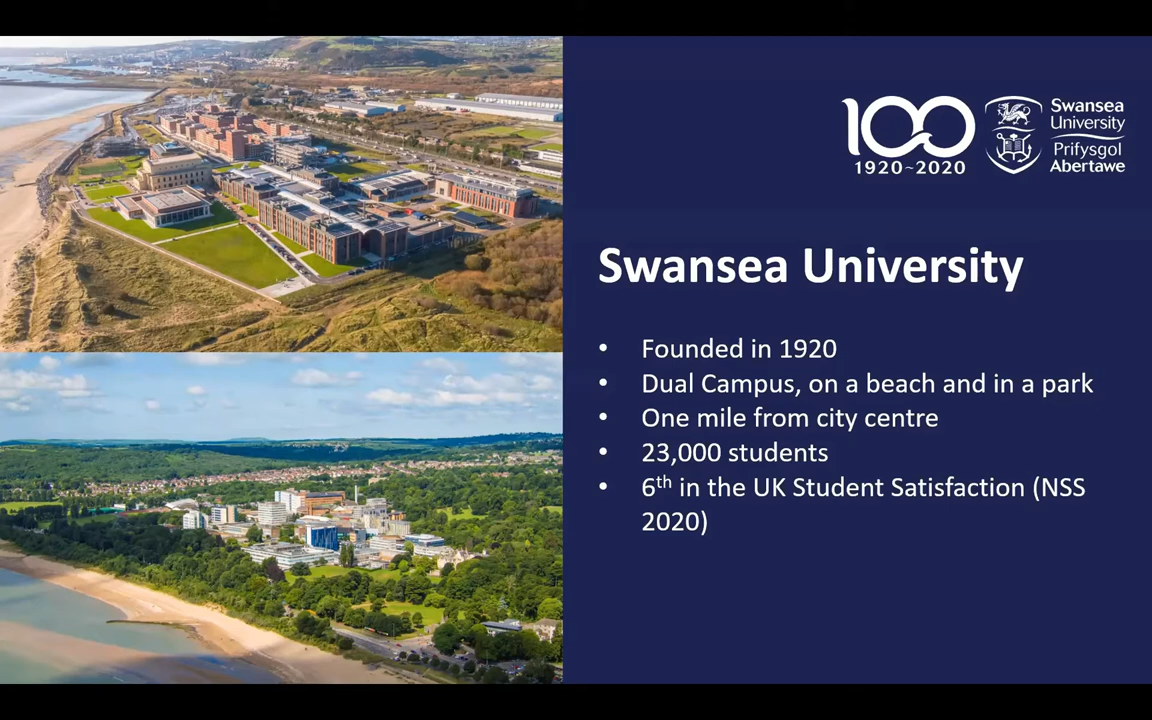 100
1920~2020
Swansea
University
Prifysgol
Abertawe
Swansea University
• Founded in 1920
• Dual Campus, on a beach and in a park
• One mile from city centre
• 23,000 students
• 6th in the UK Student Satisfaction (NSS
2020)